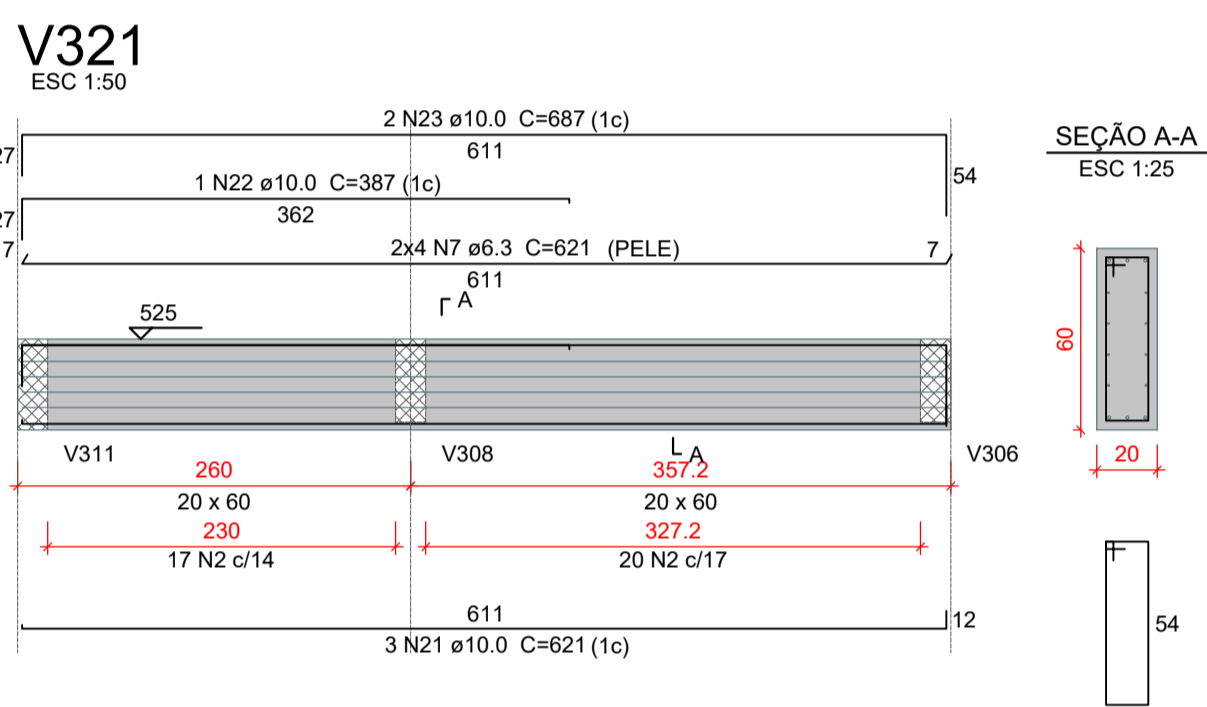 V321
ESC 1:50
2 N23 ø10.0 C=687 (1c)
27
611
54
1 N22 ø10.0 C=387 (1c)
27
362
7
2x4 N7 ø6.3 C=621 (PELE)
7
611
A
525
V311
V308
A
V306
260
357.2
20 x 60
20 x 60
230
327.2
17 N2 c/14
20 N2 c/17
611
12
3 N21 ø10.0 C=621 (1c)
SEÇÃO A-A
ESC 1:25
60
20
54